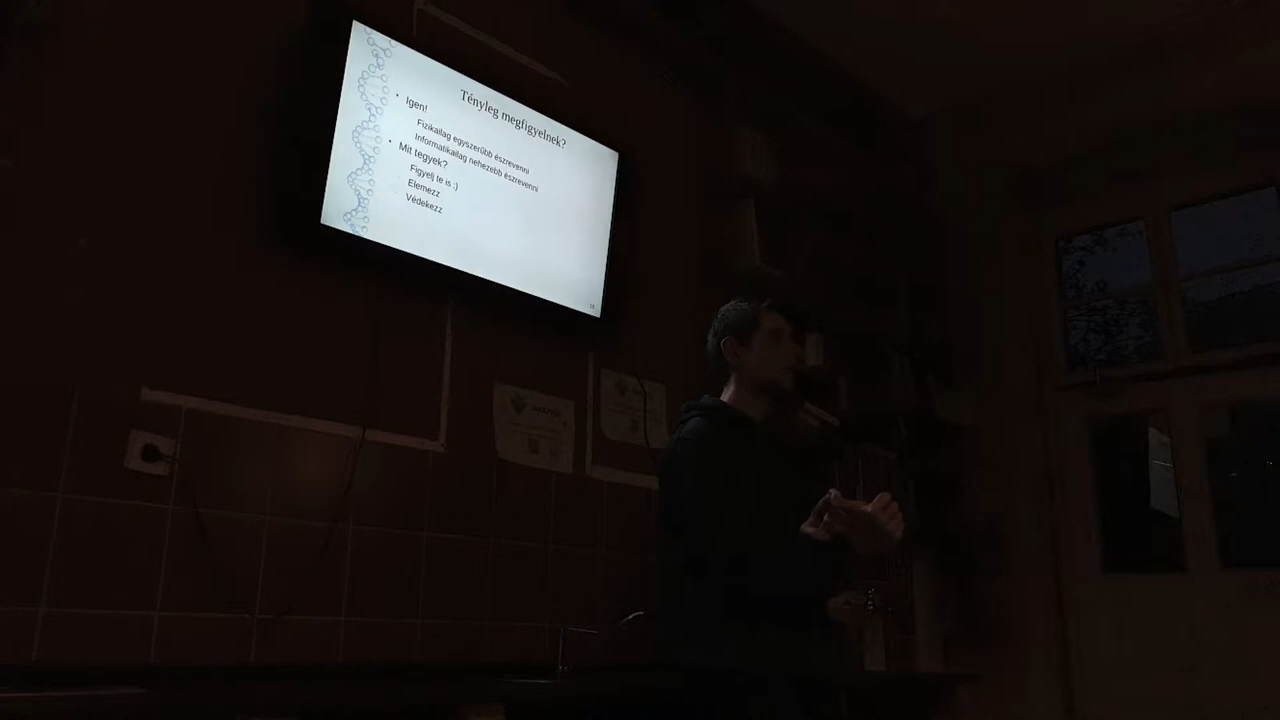 Tényleg megfigyelnek?
• Igen!
Fizikailag egyszerűbb észrevenni
Informatikailag nehezebb észrevenni
• Mit tegyek?
Figyelj te is :)
Elemezz
Védekezz